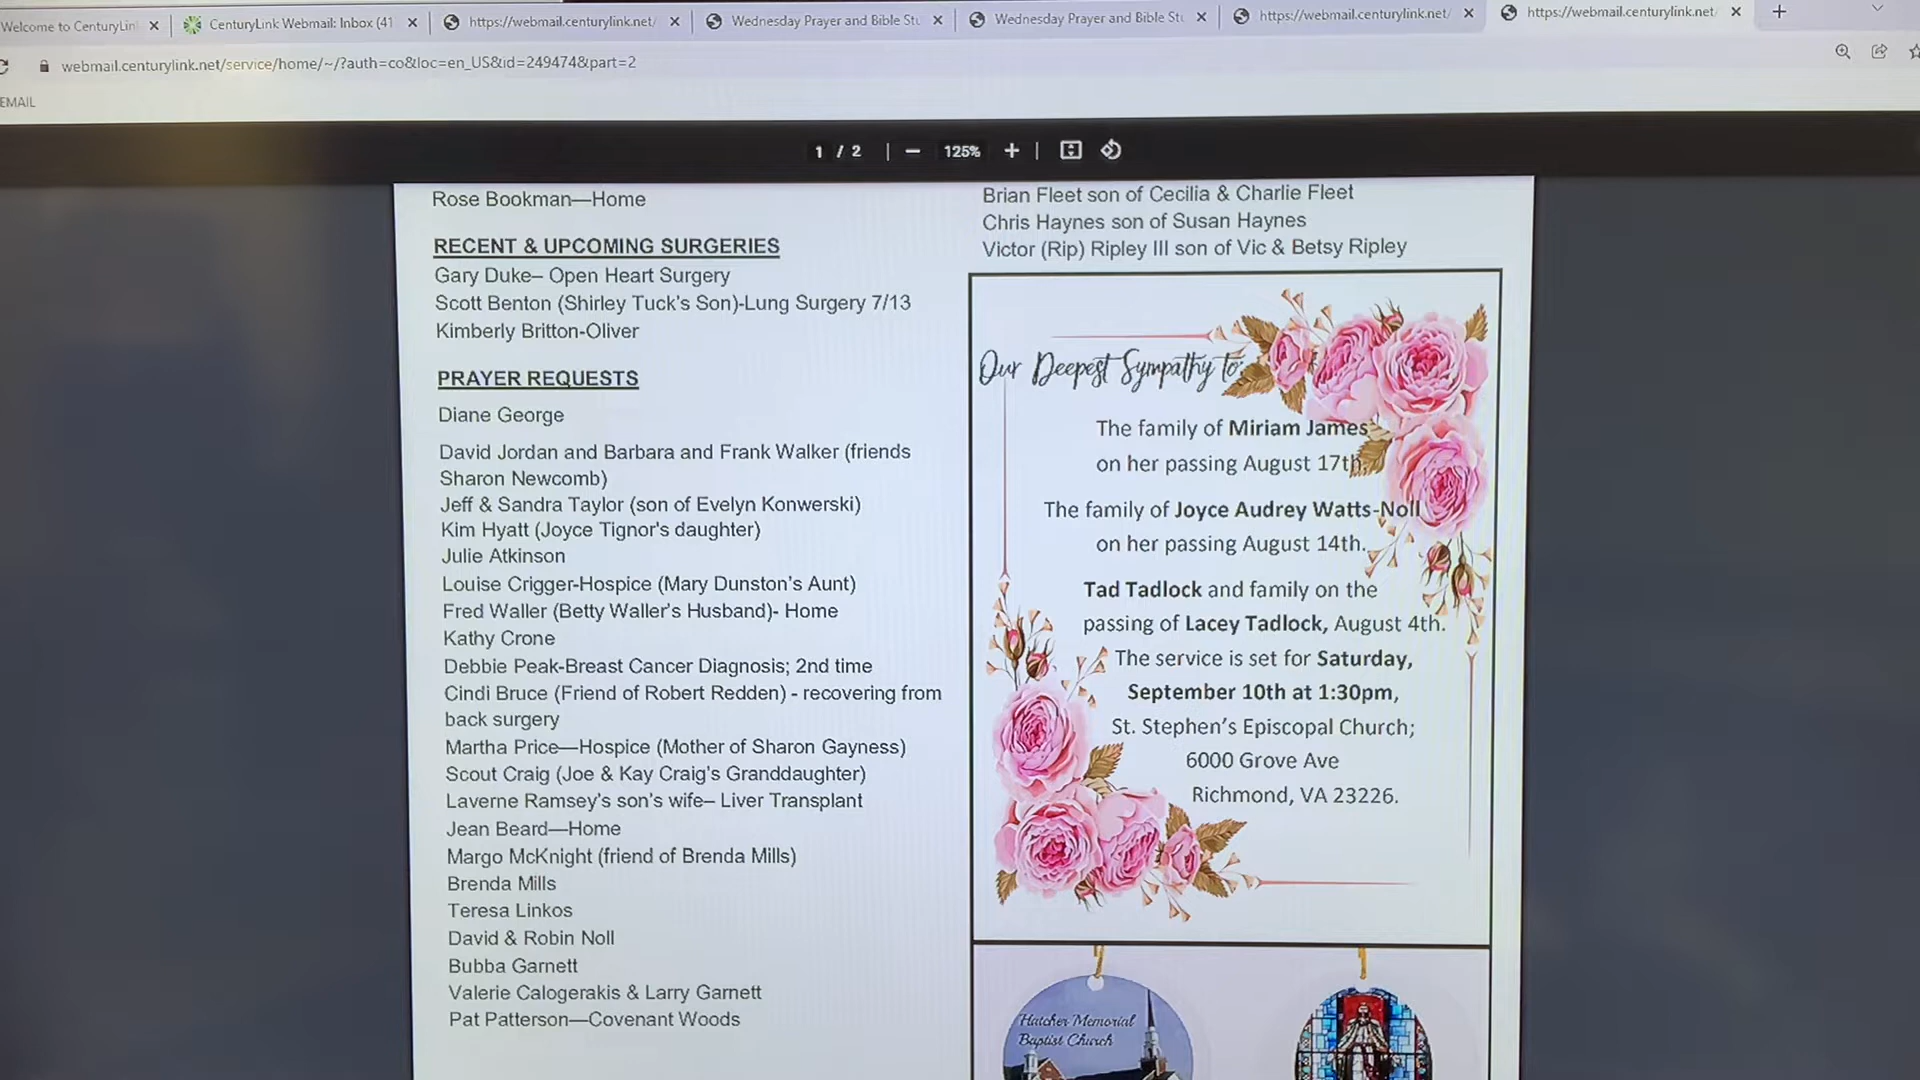 Welcome to CenturyLin
CenturyLink Webmail: Inbox (41
https://webmail.centurylink.net/
Wednesday Prayer and Bible Stu
Wednesday Prayer and Bible Stu
https://webmail.centurylink.net/
https://webmail.centurylink.net
webmail.centurylink.net/service/home/~/?auth=co&loc=en_US&id=249474&part=2
EMAIL
1 / 2 | − 125% + |
Rose Bookman—Home
RECENT & UPCOMING SURGERIES
Gary Duke– Open Heart Surgery
Scott Benton (Shirley Tuck's Son)-Lung Surgery 7/13
Kimberly Britton-Oliver
PRAYER REQUESTS
Diane George
David Jordan and Barbara and Frank Walker (friends
Sharon Newcomb)
Jeff & Sandra Taylor (son of Evelyn Konwerski)
Kim Hyatt (Joyce Tignor's daughter)
Julie Atkinson
Louise Crigger-Hospice (Mary Dunston's Aunt)
Fred Waller (Betty Waller's Husband)- Home
Kathy Crone
Debbie Peak-Breast Cancer Diagnosis; 2nd time
Cindi Bruce (Friend of Robert Redden) - recovering from
back surgery
Martha Price—Hospice (Mother of Sharon Gayness)
Scout Craig (Joe & Kay Craig's Granddaughter)
Laverne Ramsey's son's wife– Liver Transplant
Jean Beard—Home
Margo McKnight (friend of Brenda Mills)
Brenda Mills
Teresa Linkos
David & Robin Noll
Bubba Garnett
Valerie Calogerakis & Larry Garnett
Pat Patterson—Covenant Woods
Brian Fleet son of Cecilia & Charlie Fleet
Chris Haynes son of Susan Haynes
Victor (Rip) Ripley III son of Vic & Betsy Ripley
Our Deepest Sympathy to:
The family of Miriam James
on her passing August 17th.
The family of Joyce Audrey Watts-Noll
on her passing August 14th.
Tad Tadlock and family on the
passing of Lacey Tadlock, August 4th.
The service is set for Saturday,
September 10th at 1:30pm,
St. Stephen's Episcopal Church;
6000 Grove Ave
Richmond, VA 23226.
Hatcher Memorial
Baptist Church